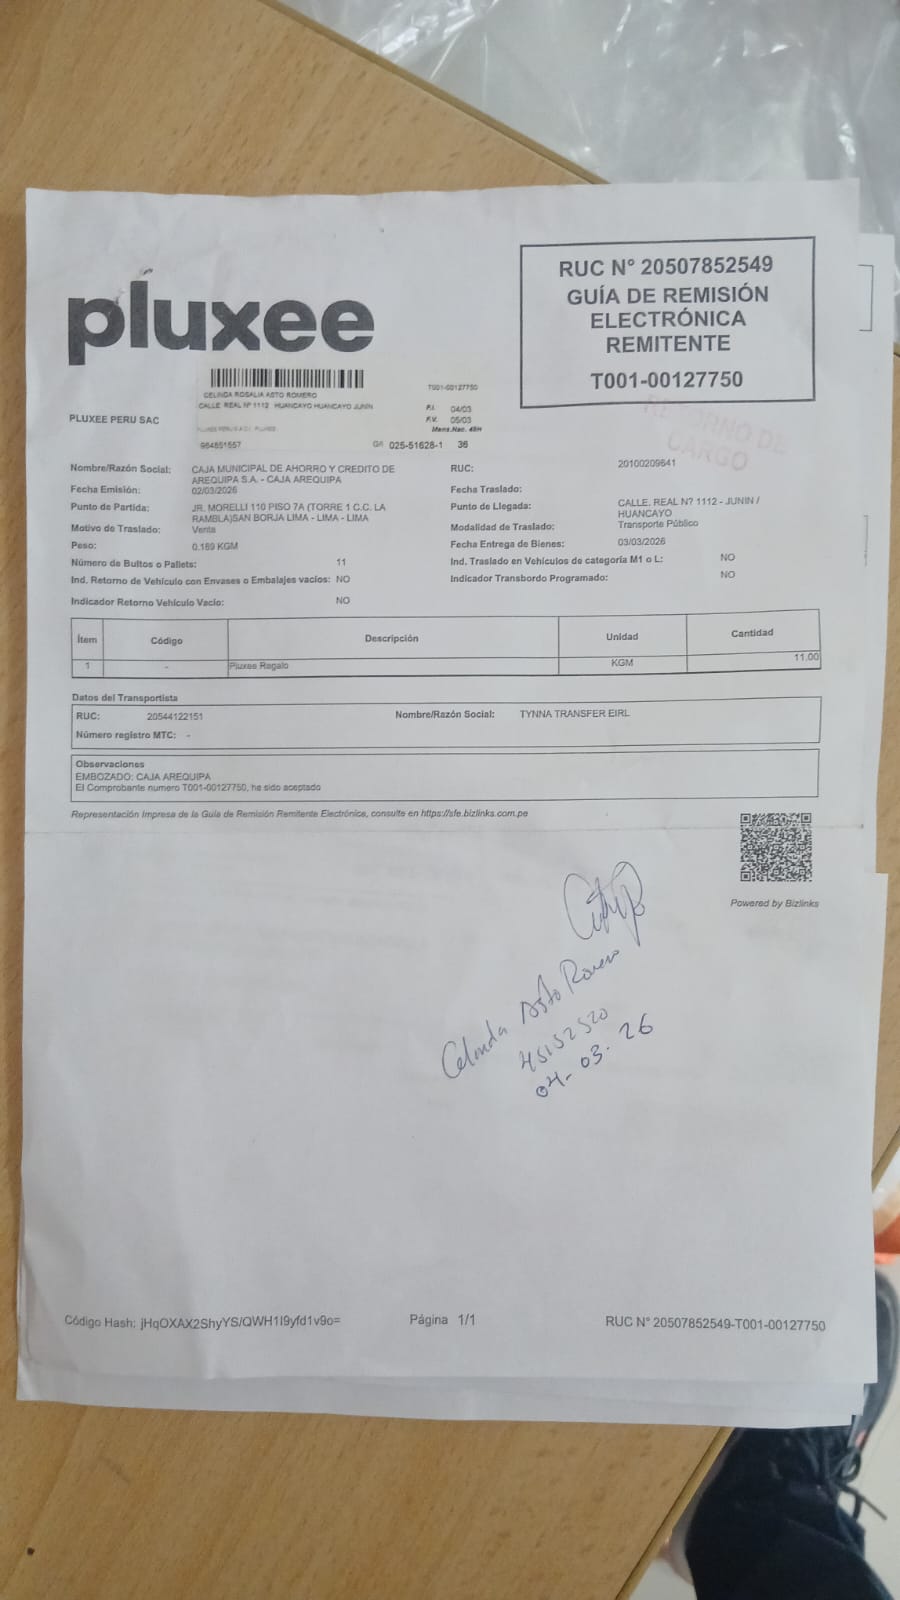 pluxee
RUC N° 20507852549
GUÍA DE REMISIÓN
ELECTRÓNICA
REMITENTE
T001-00127750
CELINDA ROSALIA ASTO ROMERO
CALLE REAL Nº 1112 HUANCAYO HUANCAYO JUNIN
T001-00127750
F.I. 04/03
F.V. 05/03
Mens.Nac. 48H
964651557
GA 025-51628-1 36
RETORNO DE
CARGO
PLUXEE PERU SAC
Nombre/Razón Social: CAJA MUNICIPAL DE AHORRO Y CREDITO DE
AREQUIPA S.A. - CAJA AREQUIPA
RUC: 20100209641
Fecha Emisión: 02/03/2026
Fecha Traslado:
Punto de Partida: JR. MORELLI 110 PISO 7A (TORRE 1 C.C. LA
RAMBLA)SAN BORJA LIMA - LIMA - LIMA
Punto de Llegada: CALLE. REAL N? 1112 - JUNIN /
HUANCAYO
Motivo de Traslado: Venta
Modalidad de Traslado: Transporte Público
Peso: 0.189 KGM
Fecha Entrega de Bienes: 03/03/2026
Número de Bultos o Pallets: 11
Ind. Traslado en Vehículos de categoría M1 o L: NO
Ind. Retorno de Vehículo con Envases o Embalajes vacíos: NO
Indicador Transbordo Programado: NO
Indicador Retorno Vehículo Vacío: NO
Ítem Código Descripción Unidad Cantidad
1 - Pluxee Regalo KGM 11.00
Datos del Transportista
RUC: 20544122151 Nombre/Razón Social: TYNNA TRANSFER EIRL
Número registro MTC: -
Observaciones
EMBOZADO: CAJA AREQUIPA
El Comprobante numero T001-00127750, ha sido aceptado
Representación Impresa de la Guía de Remisión Remitente Electrónica, consulte en https://sfe.bizlinks.com.pe
Powered by Bizlinks
Celinda Asto Romero
45152520
04-03-26
Código Hash: jHqOXAX2ShyYS/QWH1I9yfd1v9o=
Página 1/1
RUC N° 20507852549-T001-00127750